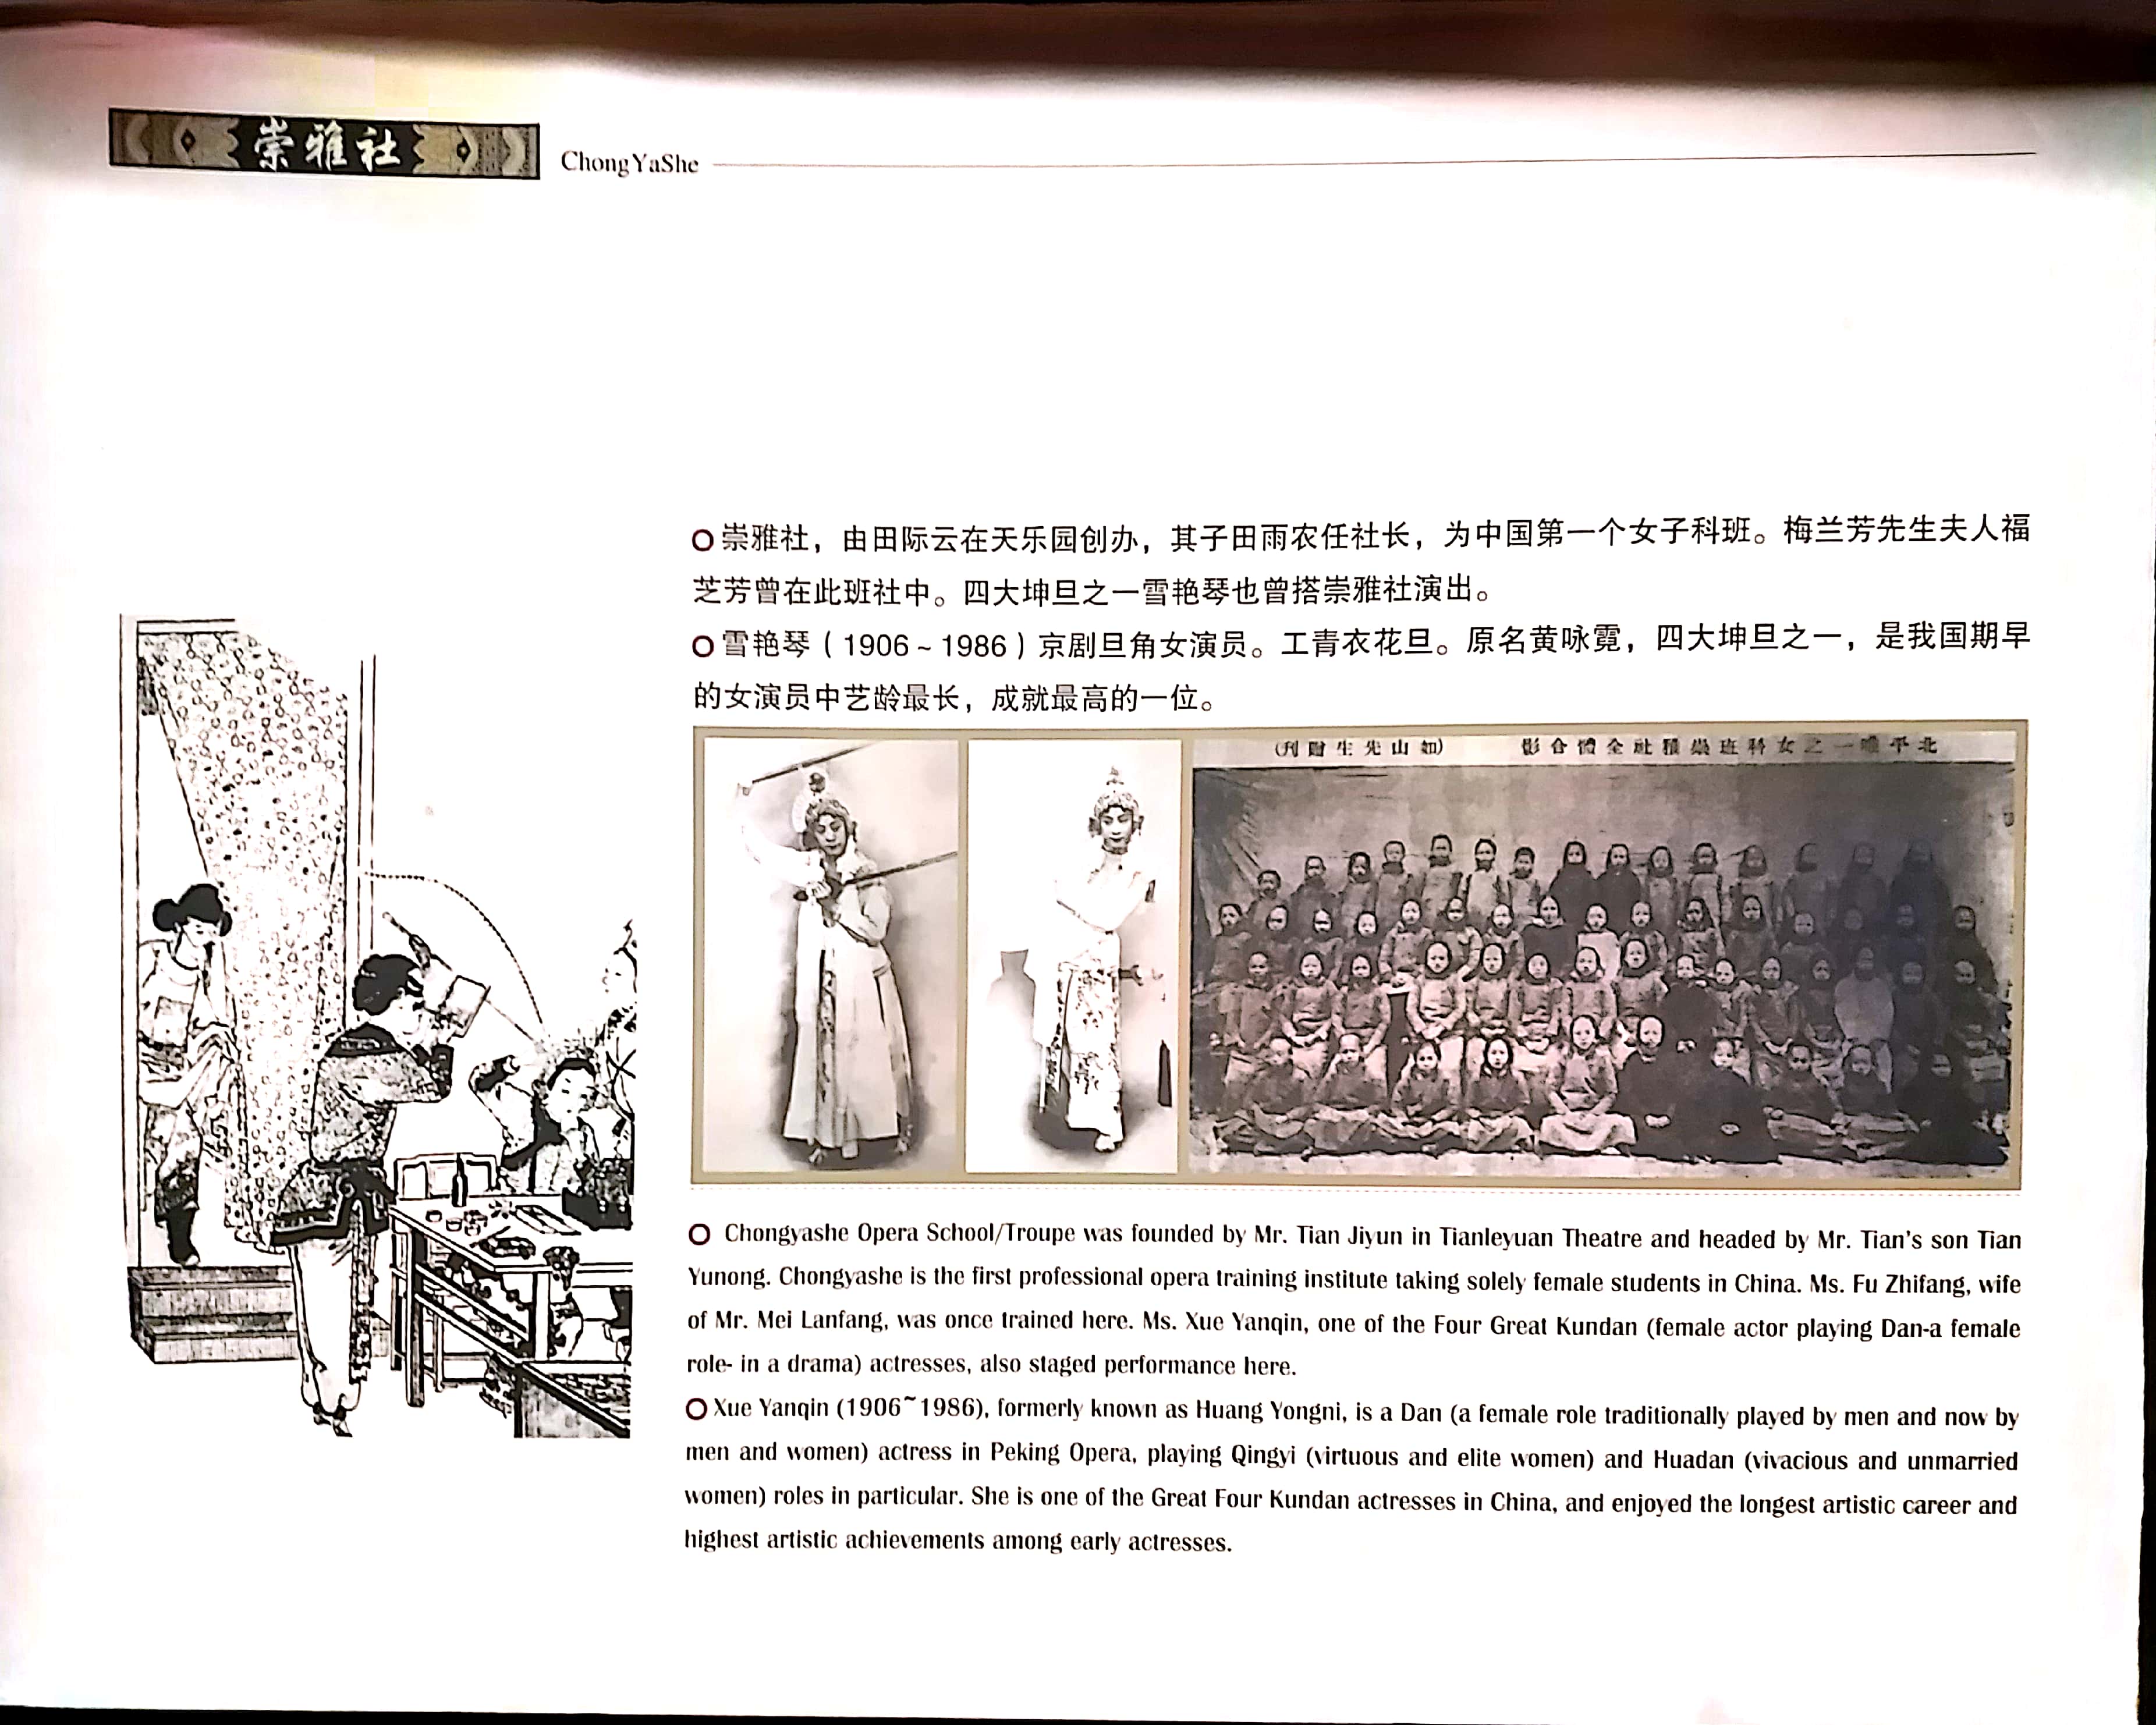 崇雅社
ChongYaShe
崇雅社，由田际云在天乐园创办，其子田雨农任社长，为中国第一个女子科班。梅兰芳先生夫人福
芝芳曾在此班社中。四大坤旦之一雪艳琴也曾搭崇雅社演出。
雪艳琴（1906~1986）京剧旦角女演员。工青衣花旦。原名黄咏霓，四大坤旦之一，是我国期早
的女演员中艺龄最长，成就最高的一位。
(刊贈生先山如) 影合體全社雅崇班科女之一唯平北
Chongyashe Opera School/Troupe was founded by Mr. Tian Jiyun in Tianleyuan Theatre and headed by Mr. Tian's son Tian
Yunong. Chongyashe is the first professional opera training institute taking solely female students in China. Ms. Fu Zhifang, wife
of Mr. Mei Lanfang, was once trained here. Ms. Xue Yanqin, one of the Four Great Kundan (female actor playing Dan-a female
role- in a drama) actresses, also staged performance here.
Xue Yanqin (1906~1986), formerly known as Huang Yongni, is a Dan (a female role traditionally played by men and now by
men and women) actress in Peking Opera, playing Qingyi (virtuous and elite women) and Huadan (vivacious and unmarried
women) roles in particular. She is one of the Great Four Kundan actresses in China, and enjoyed the longest artistic career and
highest artistic achievements among early actresses.